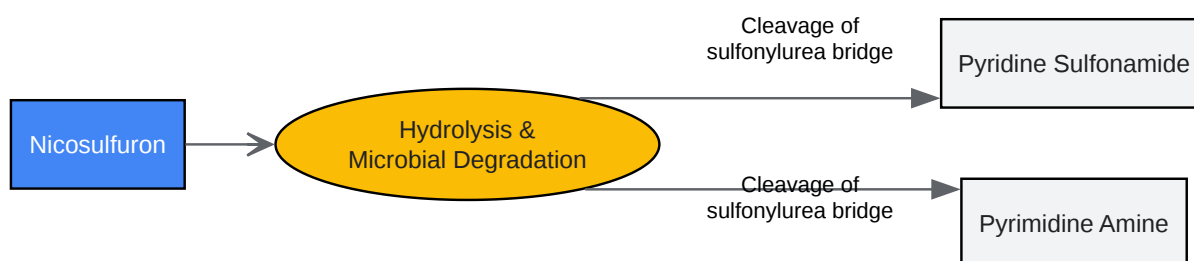 Cleavage of
sulfonylurea bridge
Pyridine Sulfonamide
Nicosulfuron
Hydrolysis &
Microbial Degradation
Cleavage of
sulfonylurea bridge
Pyrimidine Amine